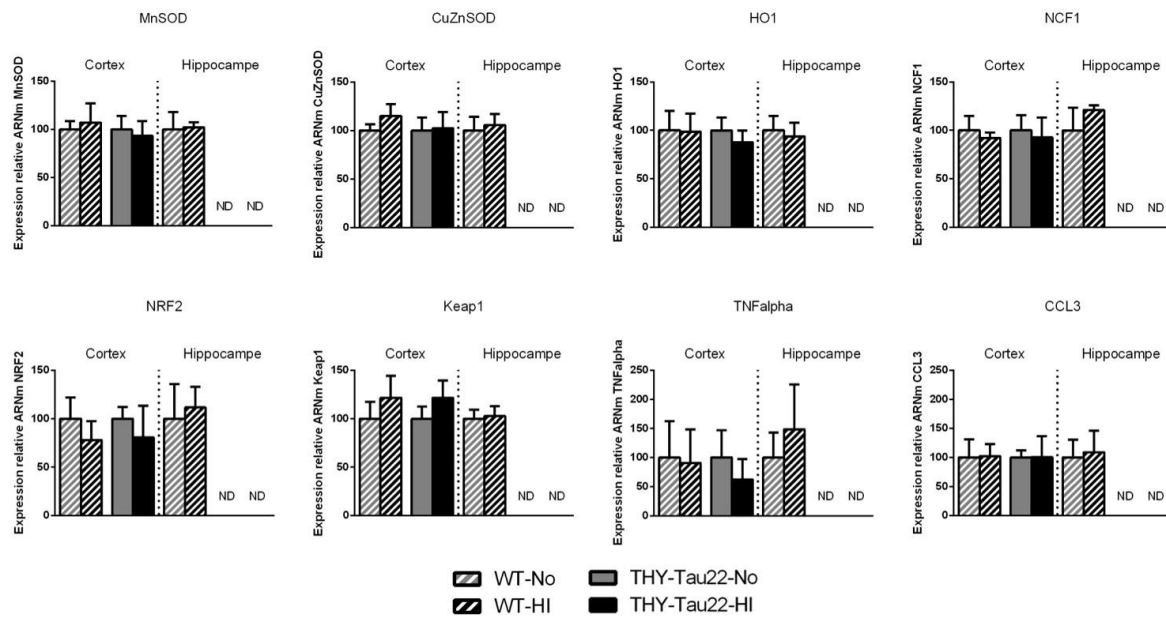 MnSOD
Expression relative ARNm MnSOD
150
100
50
0
Cortex
Hippocampe
ND ND
CuZnSOD
Expression relative ARNm CuZnSOD
150
100
50
0
Cortex
Hippocampe
ND ND
HO1
Expression relative ARNm HO1
150
100
50
0
Cortex
Hippocampe
ND ND
NCF1
Expression relative ARNm NCF1
150
100
50
0
Cortex
Hippocampe
ND ND
NRF2
Expression relative ARNm NRF2
150
100
50
0
Cortex
Hippocampe
ND ND
Keap1
Expression relative ARNm Keap1
150
100
50
0
Cortex
Hippocampe
ND ND
TNFalpha
Expression relative ARNm TNFalpha
250
200
150
100
50
0
Cortex
Hippocampe
ND ND
CCL3
Expression relative ARNm CCL3
250
200
150
100
50
0
Cortex
Hippocampe
ND ND
WT-No
THY-Tau22-No
WT-HI
THY-Tau22-HI